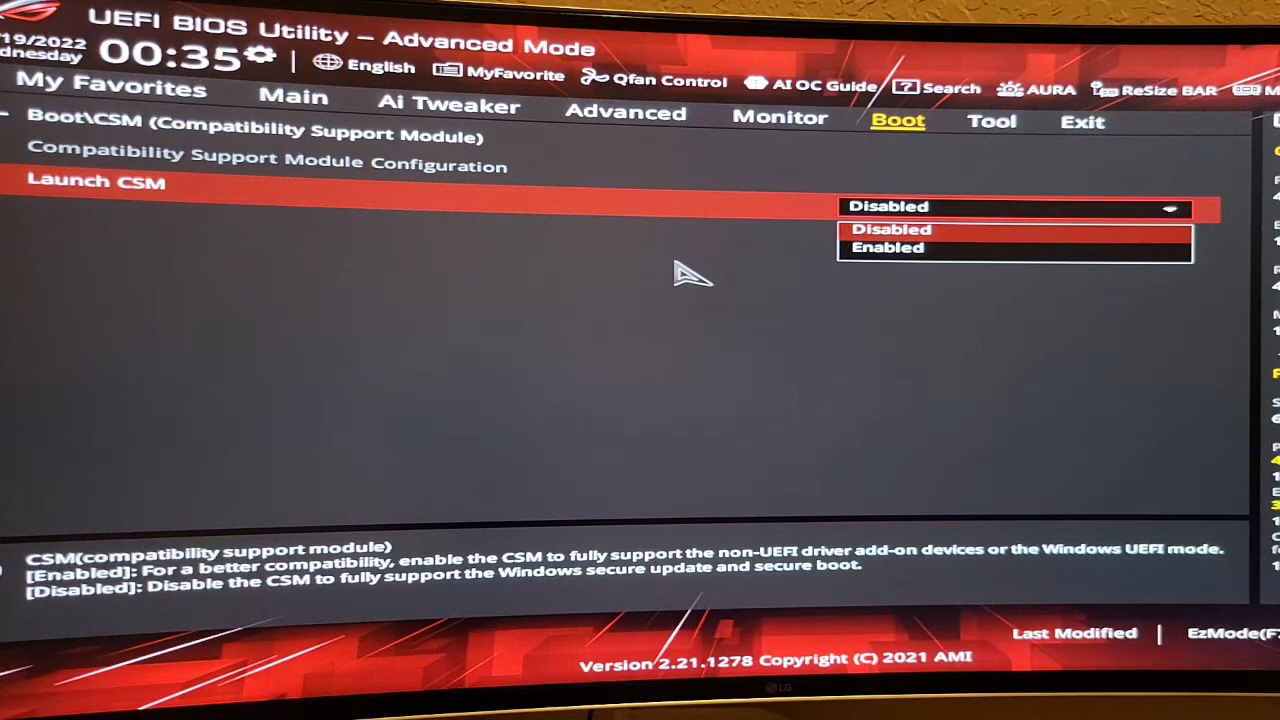 UEFI BIOS Utility – Advanced Mode
/19/2022 00:35
English MyFavorite Qfan Control AI OC Guide Search AURA ReSize BAR
My Favorites Main Ai Tweaker Advanced Monitor Boot Tool Exit
Boot\CSM (Compatibility Support Module)
Compatibility Support Module Configuration
Launch CSM Disabled
Disabled
Enabled
CSM(compatibility support module)
[Enabled]: For a better compatibility, enable the CSM to fully support the non-UEFI driver add-on devices or the Windows UEFI mode.
[Disabled]: Disable the CSM to fully support the Windows secure update and secure boot.
Last Modified | EzMode(F
Version 2.21.1278 Copyright (C) 2021 AMI
LG